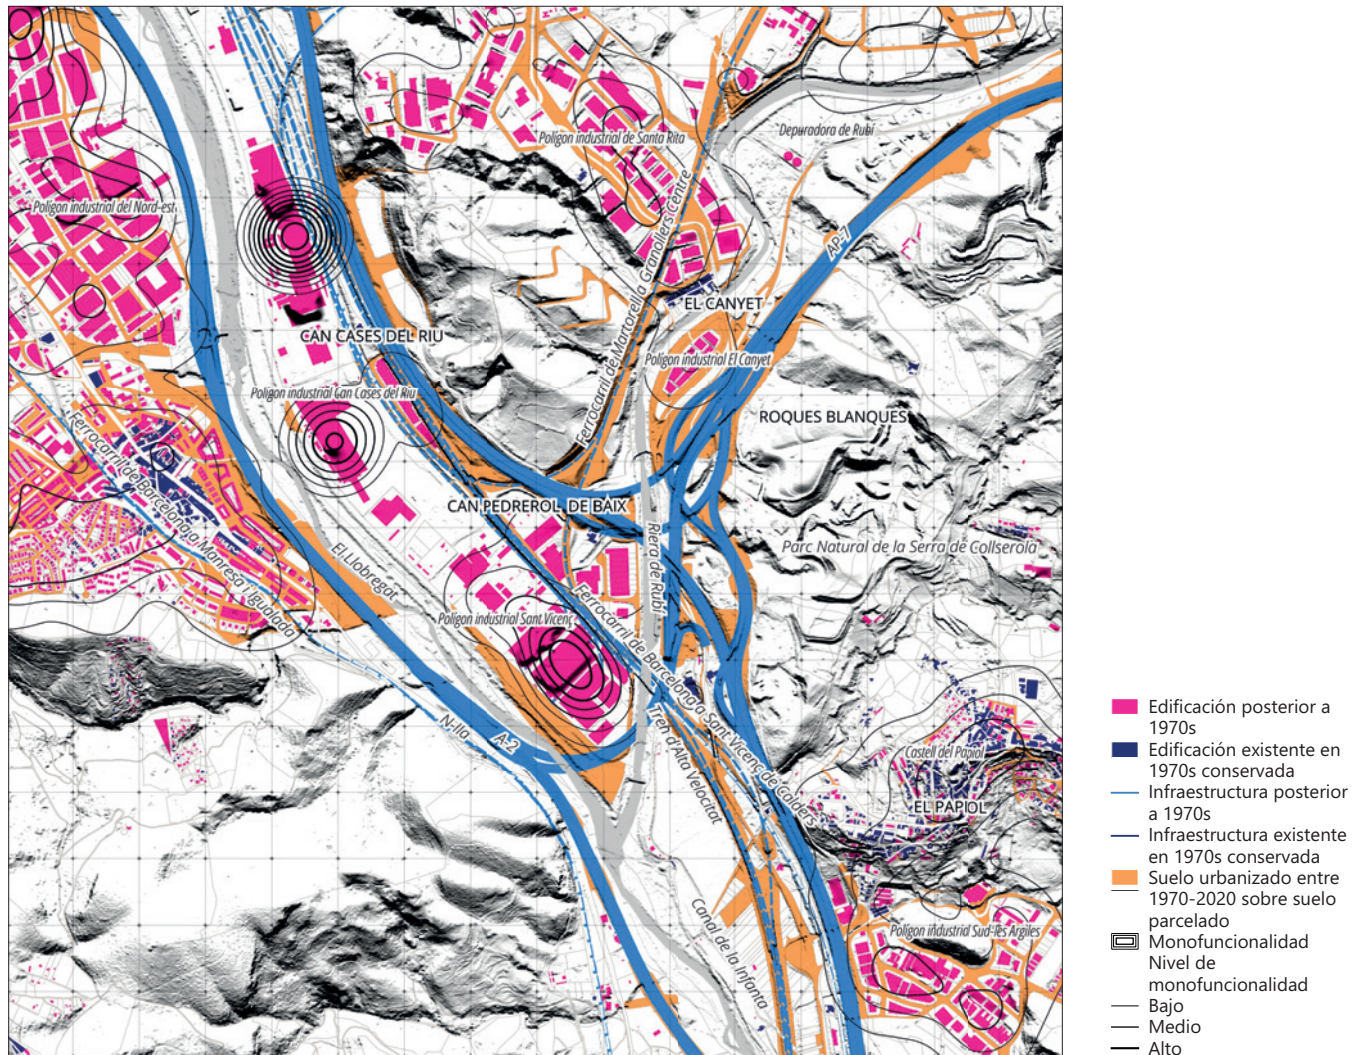 Polígon industrial de Santa Rita
Depuradora de Rubí
Polígon industrial del Nord-est
Ferrocarril de Martorell a Granollers Centre
AP-7
EL CANYET
CAN CASES DEL RIU
Polígon industrial El Canyet
Polígon industrial Can Cases del Riu
ROQUES BLANQUES
Ferrocarril de Barcelona a Manresa i Igualada
CAN PEDREROL DE BAIX
Parc Natural de la Serra de Collserola
El Llobregat
Riera de Rubí
Polígon industrial Sant Vicenç
Ferrocarril de Barcelona a Sant Vicenç de Calders
N-IIa
A-2
Tren d'Alta Velocitat
Castell del Papiol
EL PAPIOL
Canal de la Infanta
Polígon industrial Sud-les Argiles
Edificación posterior a
1970s
Edificación existente en
1970s conservada
Infraestructura posterior
a 1970s
Infraestructura existente
en 1970s conservada
Suelo urbanizado entre
1970-2020 sobre suelo
parcelado
Monofuncionalidad
Nivel de
monofuncionalidad
Bajo
Medio
Alto